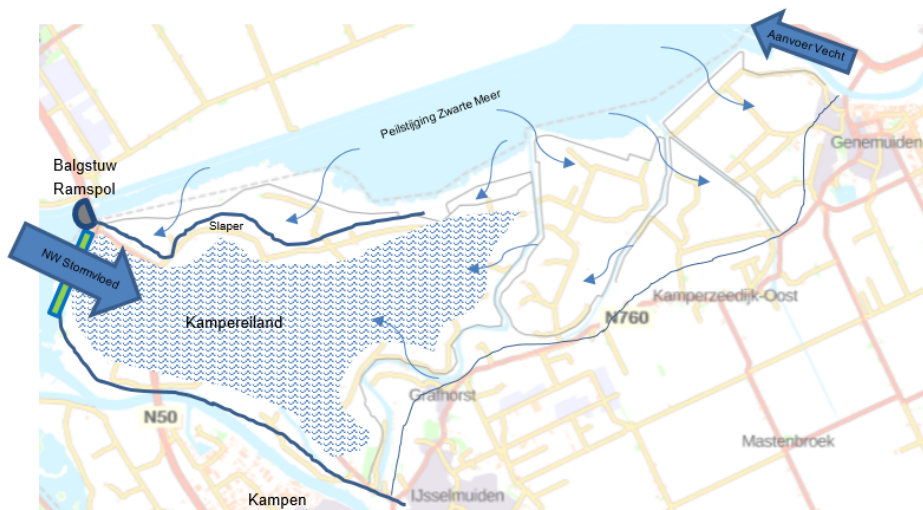 Aanvoer Vecht
Peilstijging Zwarte Meer
Genemuiden
Balgstuw
Ramspol
Slaper
NW Stormvloed
Kampereiland
Kamperzeedijk-Oost
N760
Grafhorst
N50
Mastenbroek
Kampen
IJsselmuiden